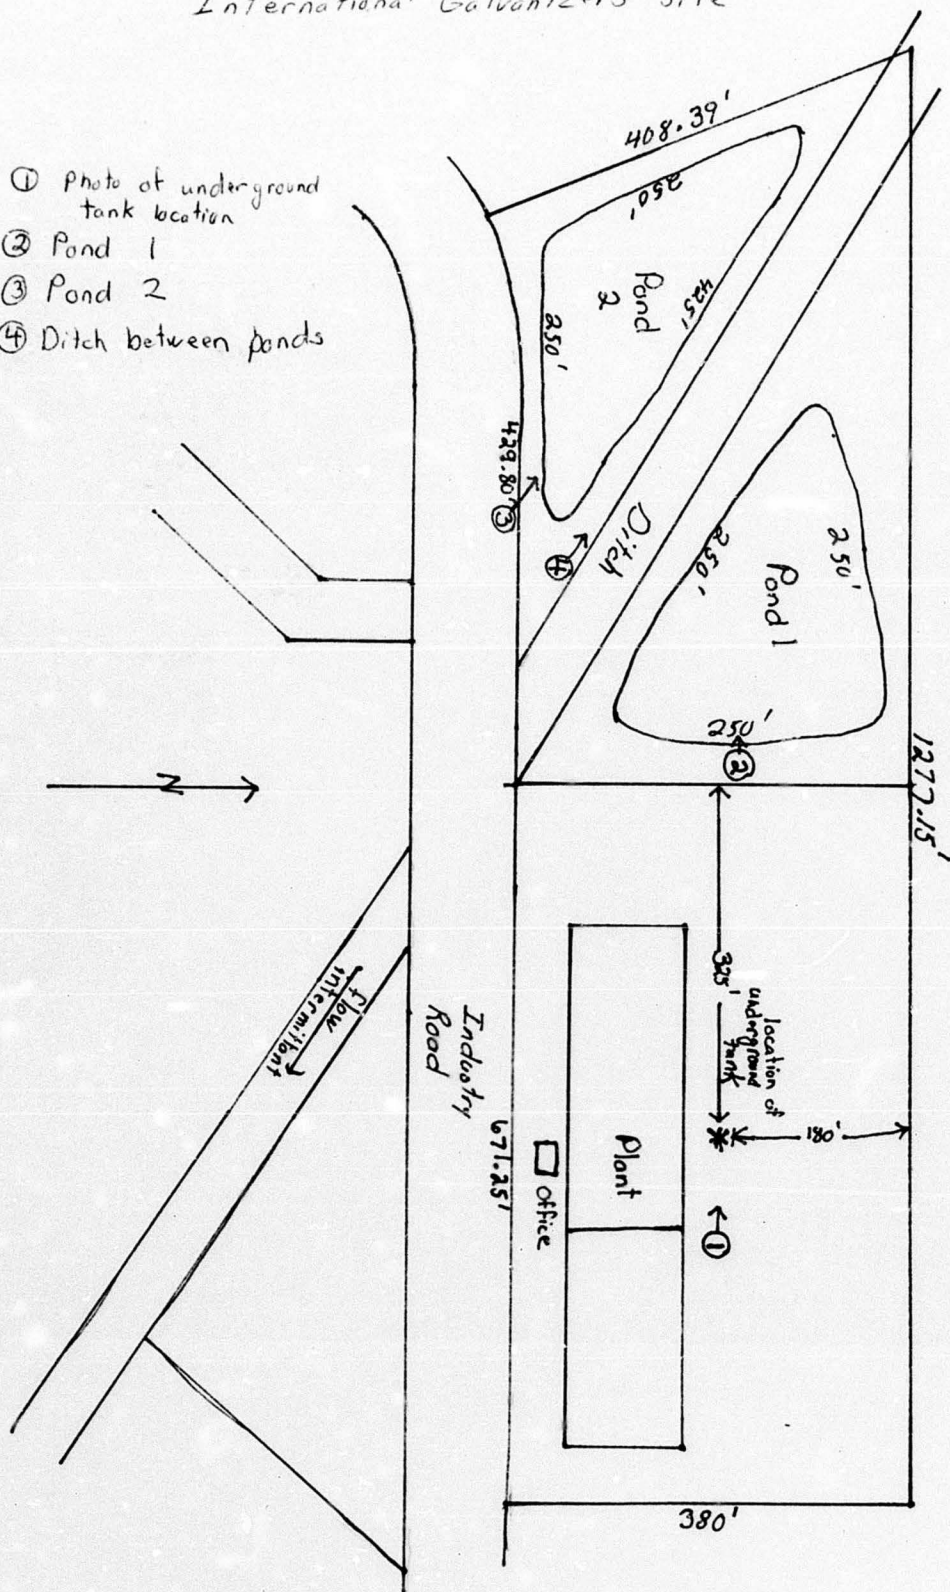 International Galvanizers Site
① Photo of underground
tank location
② Pond 1
③ Pond 2
④ Ditch between ponds
408.39'
250'
Pond
2
425'
250'
429.80'
③
④
Ditch
250'
250'
Pond 1
250'
②
1277.15'
N
325'
location of
underground
tank
180'
①
Plant
Office
671.25'
Industry
Road
flow
intermittant
380'